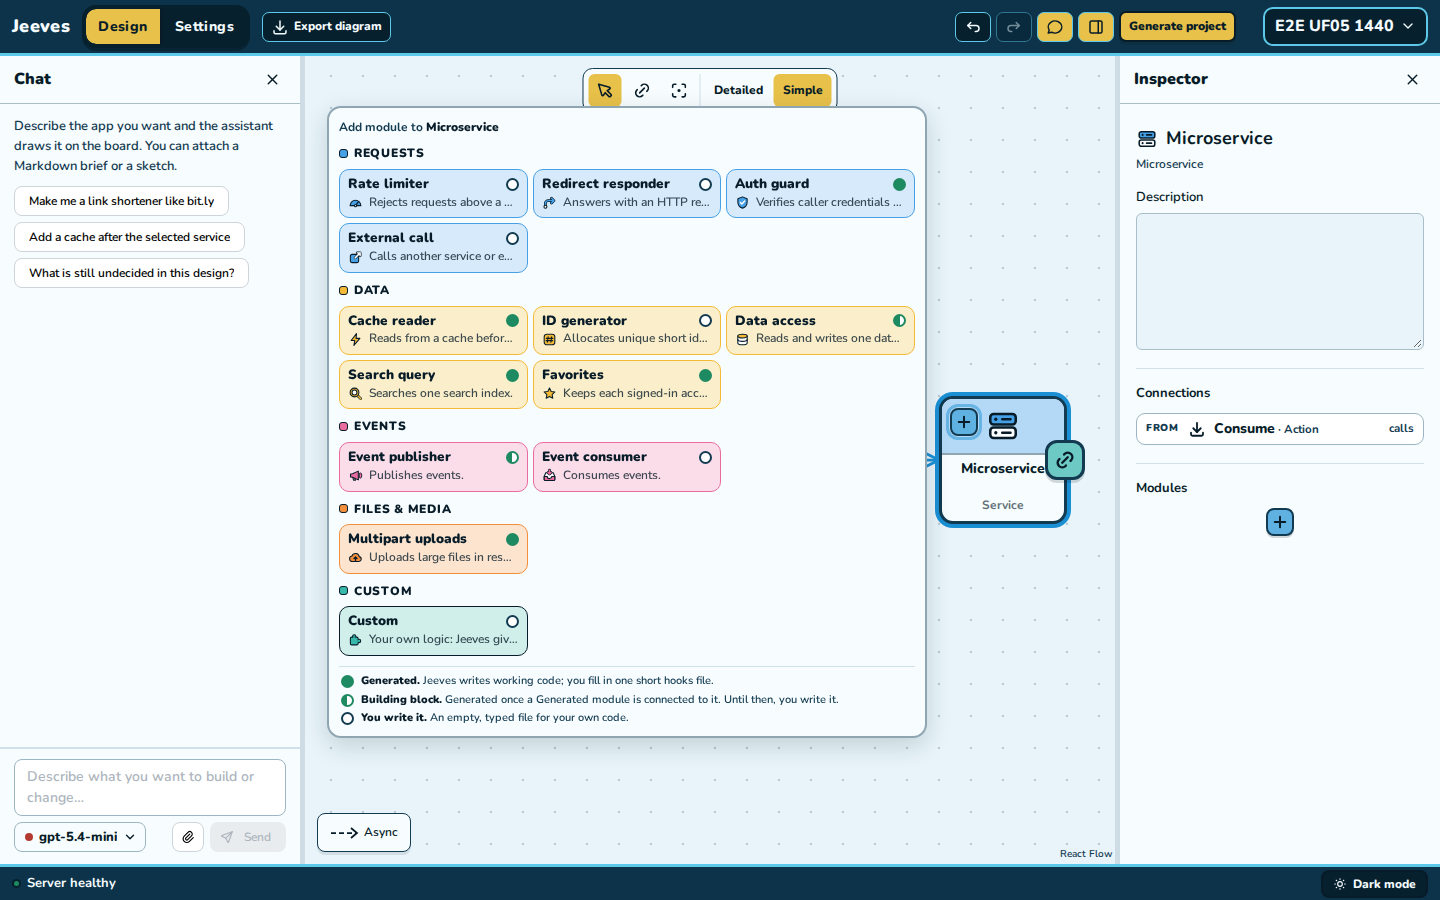 Jeeves
Design
Settings
Export diagram
Generate project
E2E UF05 1440
Chat
Describe the app you want and the assistant
draws it on the board. You can attach a
Markdown brief or a sketch.
Make me a link shortener like bit.ly
Add a cache after the selected service
What is still undecided in this design?
Describe what you want to build or
change...
gpt-5.4-mini
Send
Detailed
Simple
Add module to Microservice
REQUESTS
Rate limiter
Rejects requests above a ...
Redirect responder
Answers with an HTTP re...
Auth guard
Verifies caller credentials ...
External call
Calls another service or e...
DATA
Cache reader
Reads from a cache befor...
ID generator
Allocates unique short id...
Data access
Reads and writes one dat...
Search query
Searches one search index.
Favorites
Keeps each signed-in acc...
EVENTS
Event publisher
Publishes events.
Event consumer
Consumes events.
FILES & MEDIA
Multipart uploads
Uploads large files in res...
CUSTOM
Custom
Your own logic: Jeeves giv...
Generated. Jeeves writes working code; you fill in one short hooks file.
Building block. Generated once a Generated module is connected to it. Until then, you write it.
You write it. An empty, typed file for your own code.
Microservice
Service
Async
React Flow
Inspector
Microservice
Microservice
Description
Connections
FROM Consume · Action calls
Modules
Server healthy
Dark mode